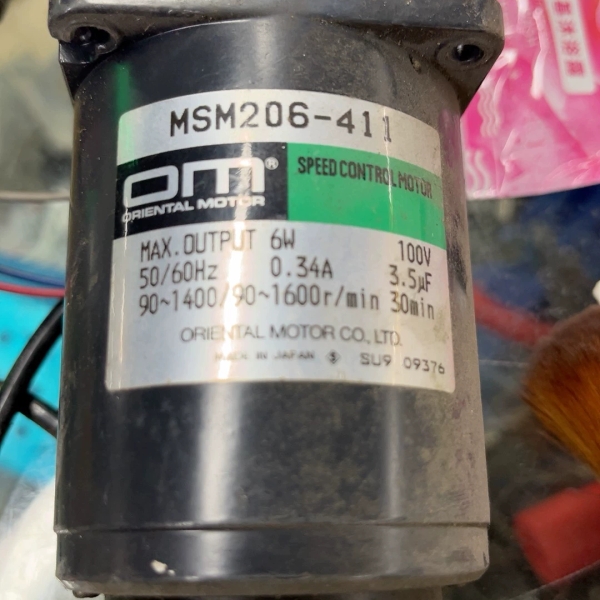 MSM206-411
om®
ORIENTAL MOTOR
SPEED CONTROL MOTOR
MAX. OUTPUT 6W 100V
50/60Hz 0.34A 3.5μF
90~1400/90~1600r/min 30min
ORIENTAL MOTOR CO., LTD.
MADE IN JAPAN Ⓢ SU9 09376